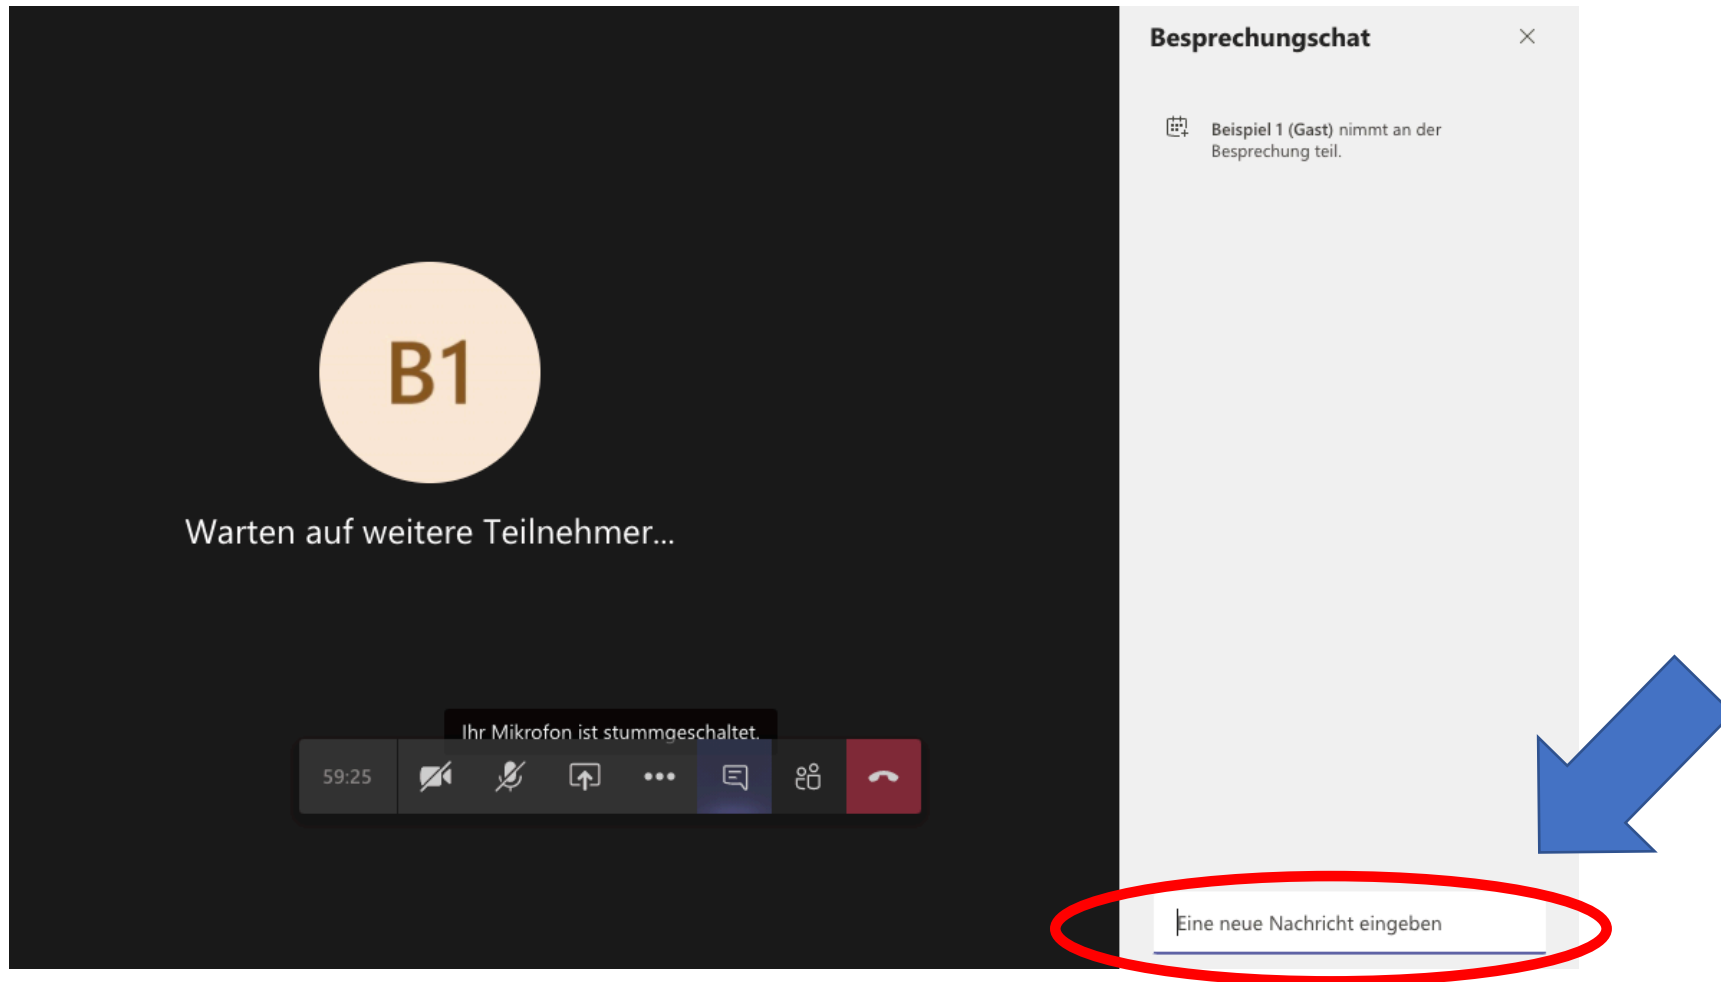 Besprechungschat
Beispiel 1 (Gast) nimmt an der
Besprechung teil.
B1
Warten auf weitere Teilnehmer...
Ihr Mikrofon ist stummgeschaltet.
59:25
Eine neue Nachricht eingeben